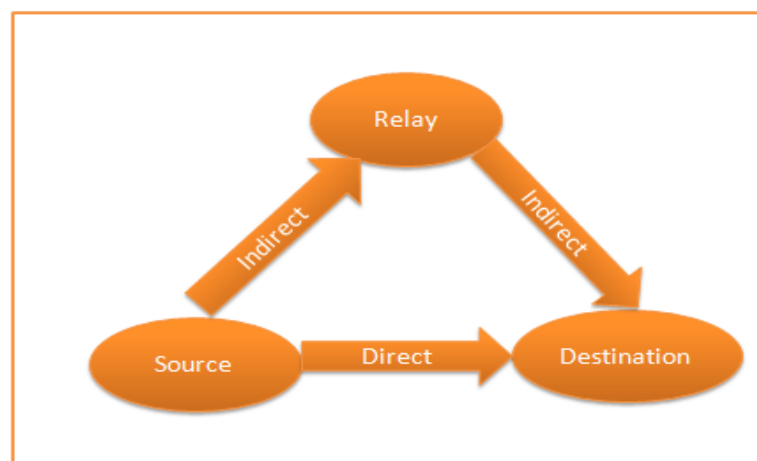 Relay
Indirect
Indirect
Source
Direct
Destination